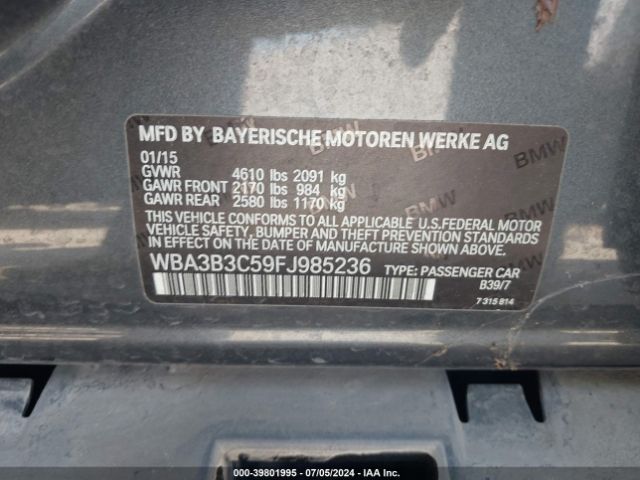 MFD BY BAYERISCHE MOTOREN WERKE AG
01/15
GVWR 4610 lbs 2091 kg
GAWR FRONT 2170 lbs 984 kg
GAWR REAR 2580 lbs 1170 kg
THIS VEHICLE CONFORMS TO ALL APPLICABLE U.S.FEDERAL MOTOR
VEHICLE SAFETY, BUMPER, AND THEFT PREVENTION STANDARDS
IN EFFECT ON THE DATE OF MANUFACTURE SHOWN ABOVE.
WBA3B3C59FJ985236 TYPE: PASSENGER CAR
B39/7
7 315 814
000-39801995 - 07/05/2024 - IAA Inc.